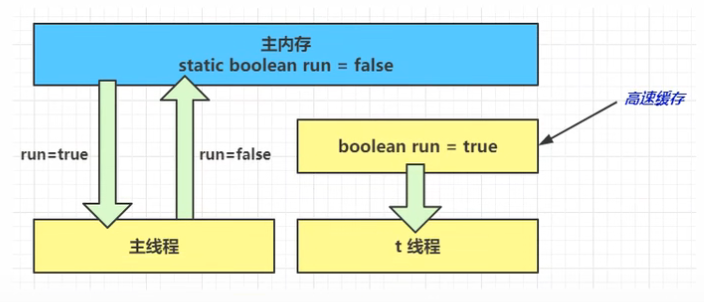 主内存
static boolean run = false
高速缓存
boolean run = true
run=true
run=false
主线程
t 线程